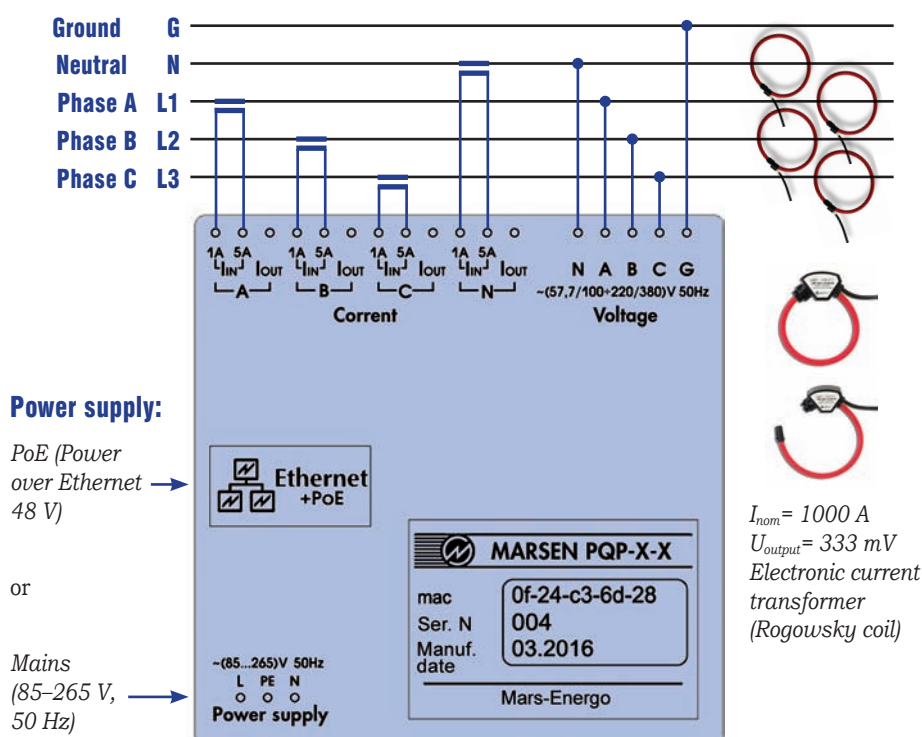 Ground G
Neutral N
Phase A L1
Phase B L2
Phase C L3
1A 5A 1A 5A 1A 5A 1A 5A
IIN IOUT IIN IOUT IIN IOUT IIN IOUT N A B C G
A B C N ~(57,7/100÷220/380)V 50Hz
Corrent Voltage
Power supply:
PoE (Power
over Ethernet
48 V)
or
Mains
(85–265 V,
50 Hz)
Ethernet
+PoE
MARSEN PQP-X-X
mac 0f-24-c3-6d-28
Ser. N 004
Manuf. 03.2016
date
Mars-Energo
~(85...265)V 50Hz
L PE N
Power supply
Inom= 1000 A
Uoutput= 333 mV
Electronic current
transformer
(Rogowsky coil)